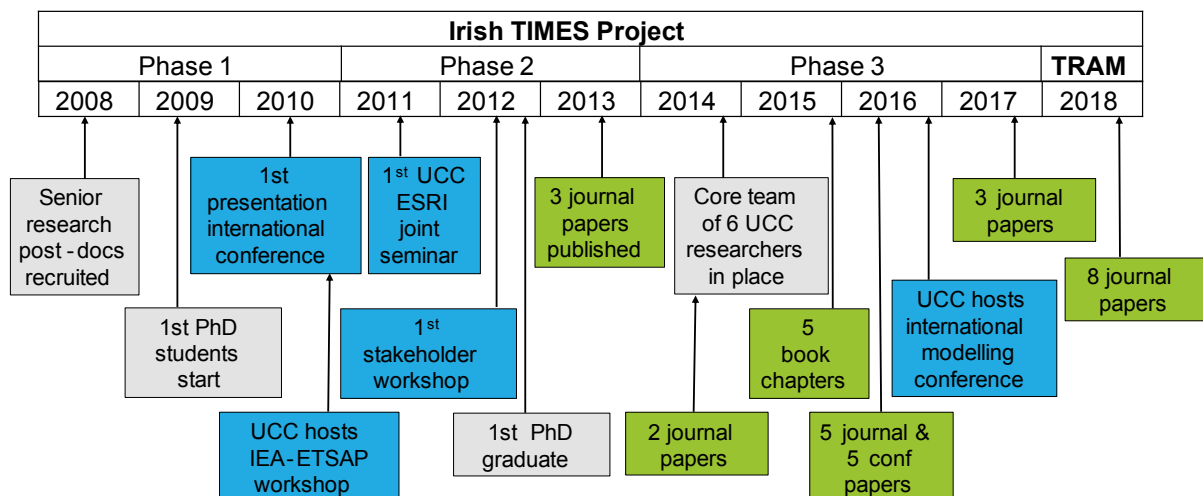 Irish TIMES Project
Phase 1 Phase 2 Phase 3 TRAM
2008 2009 2010 2011 2012 2013 2014 2015 2016 2017 2018
Senior
research
post - docs
recruited
1st PhD
students
start
1st
presentation
international
conference
UCC hosts
IEA-ETSAP
workshop
1st UCC
ESRI
joint
seminar
1st
stakeholder
workshop
1st PhD
graduate
3 journal
papers
published
Core team
of 6 UCC
researchers
in place
2 journal
papers
5
book
chapters
5 journal &
5 conf
papers
UCC hosts
international
modelling
conference
3 journal
papers
8 journal
papers